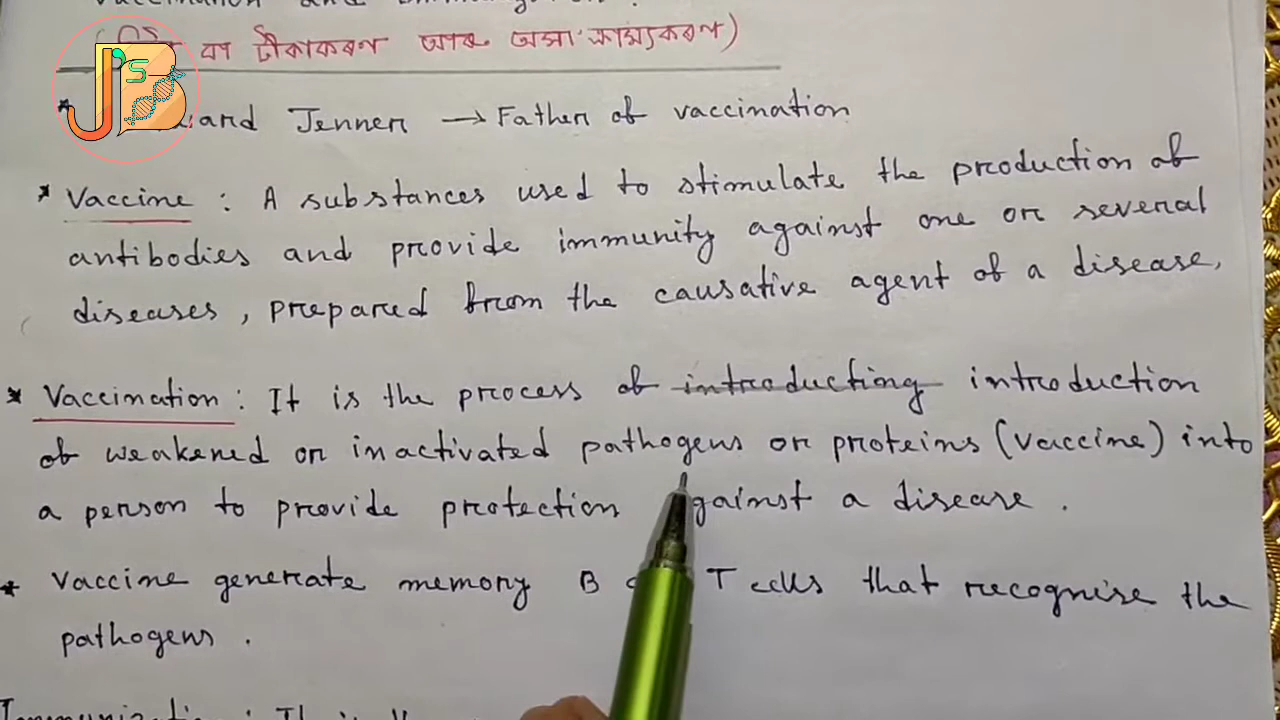 vaccination and
বা টীকাকৰণ আৰু অনাক্ৰাম্যকৰণ)
J'sB
* Jenner → Father of vaccination
* Vaccine : A substances used to stimulate the production of
antibodies and provide immunity against one or several
diseases, prepared from the causative agent of a disease,
* Vaccination : It is the process of introducting introduction
of weakened or inactivated pathogens or proteins (vaccine) into
a person to provide protection against a disease.
* Vaccine generate memory B T cells that recognise the
pathogens.